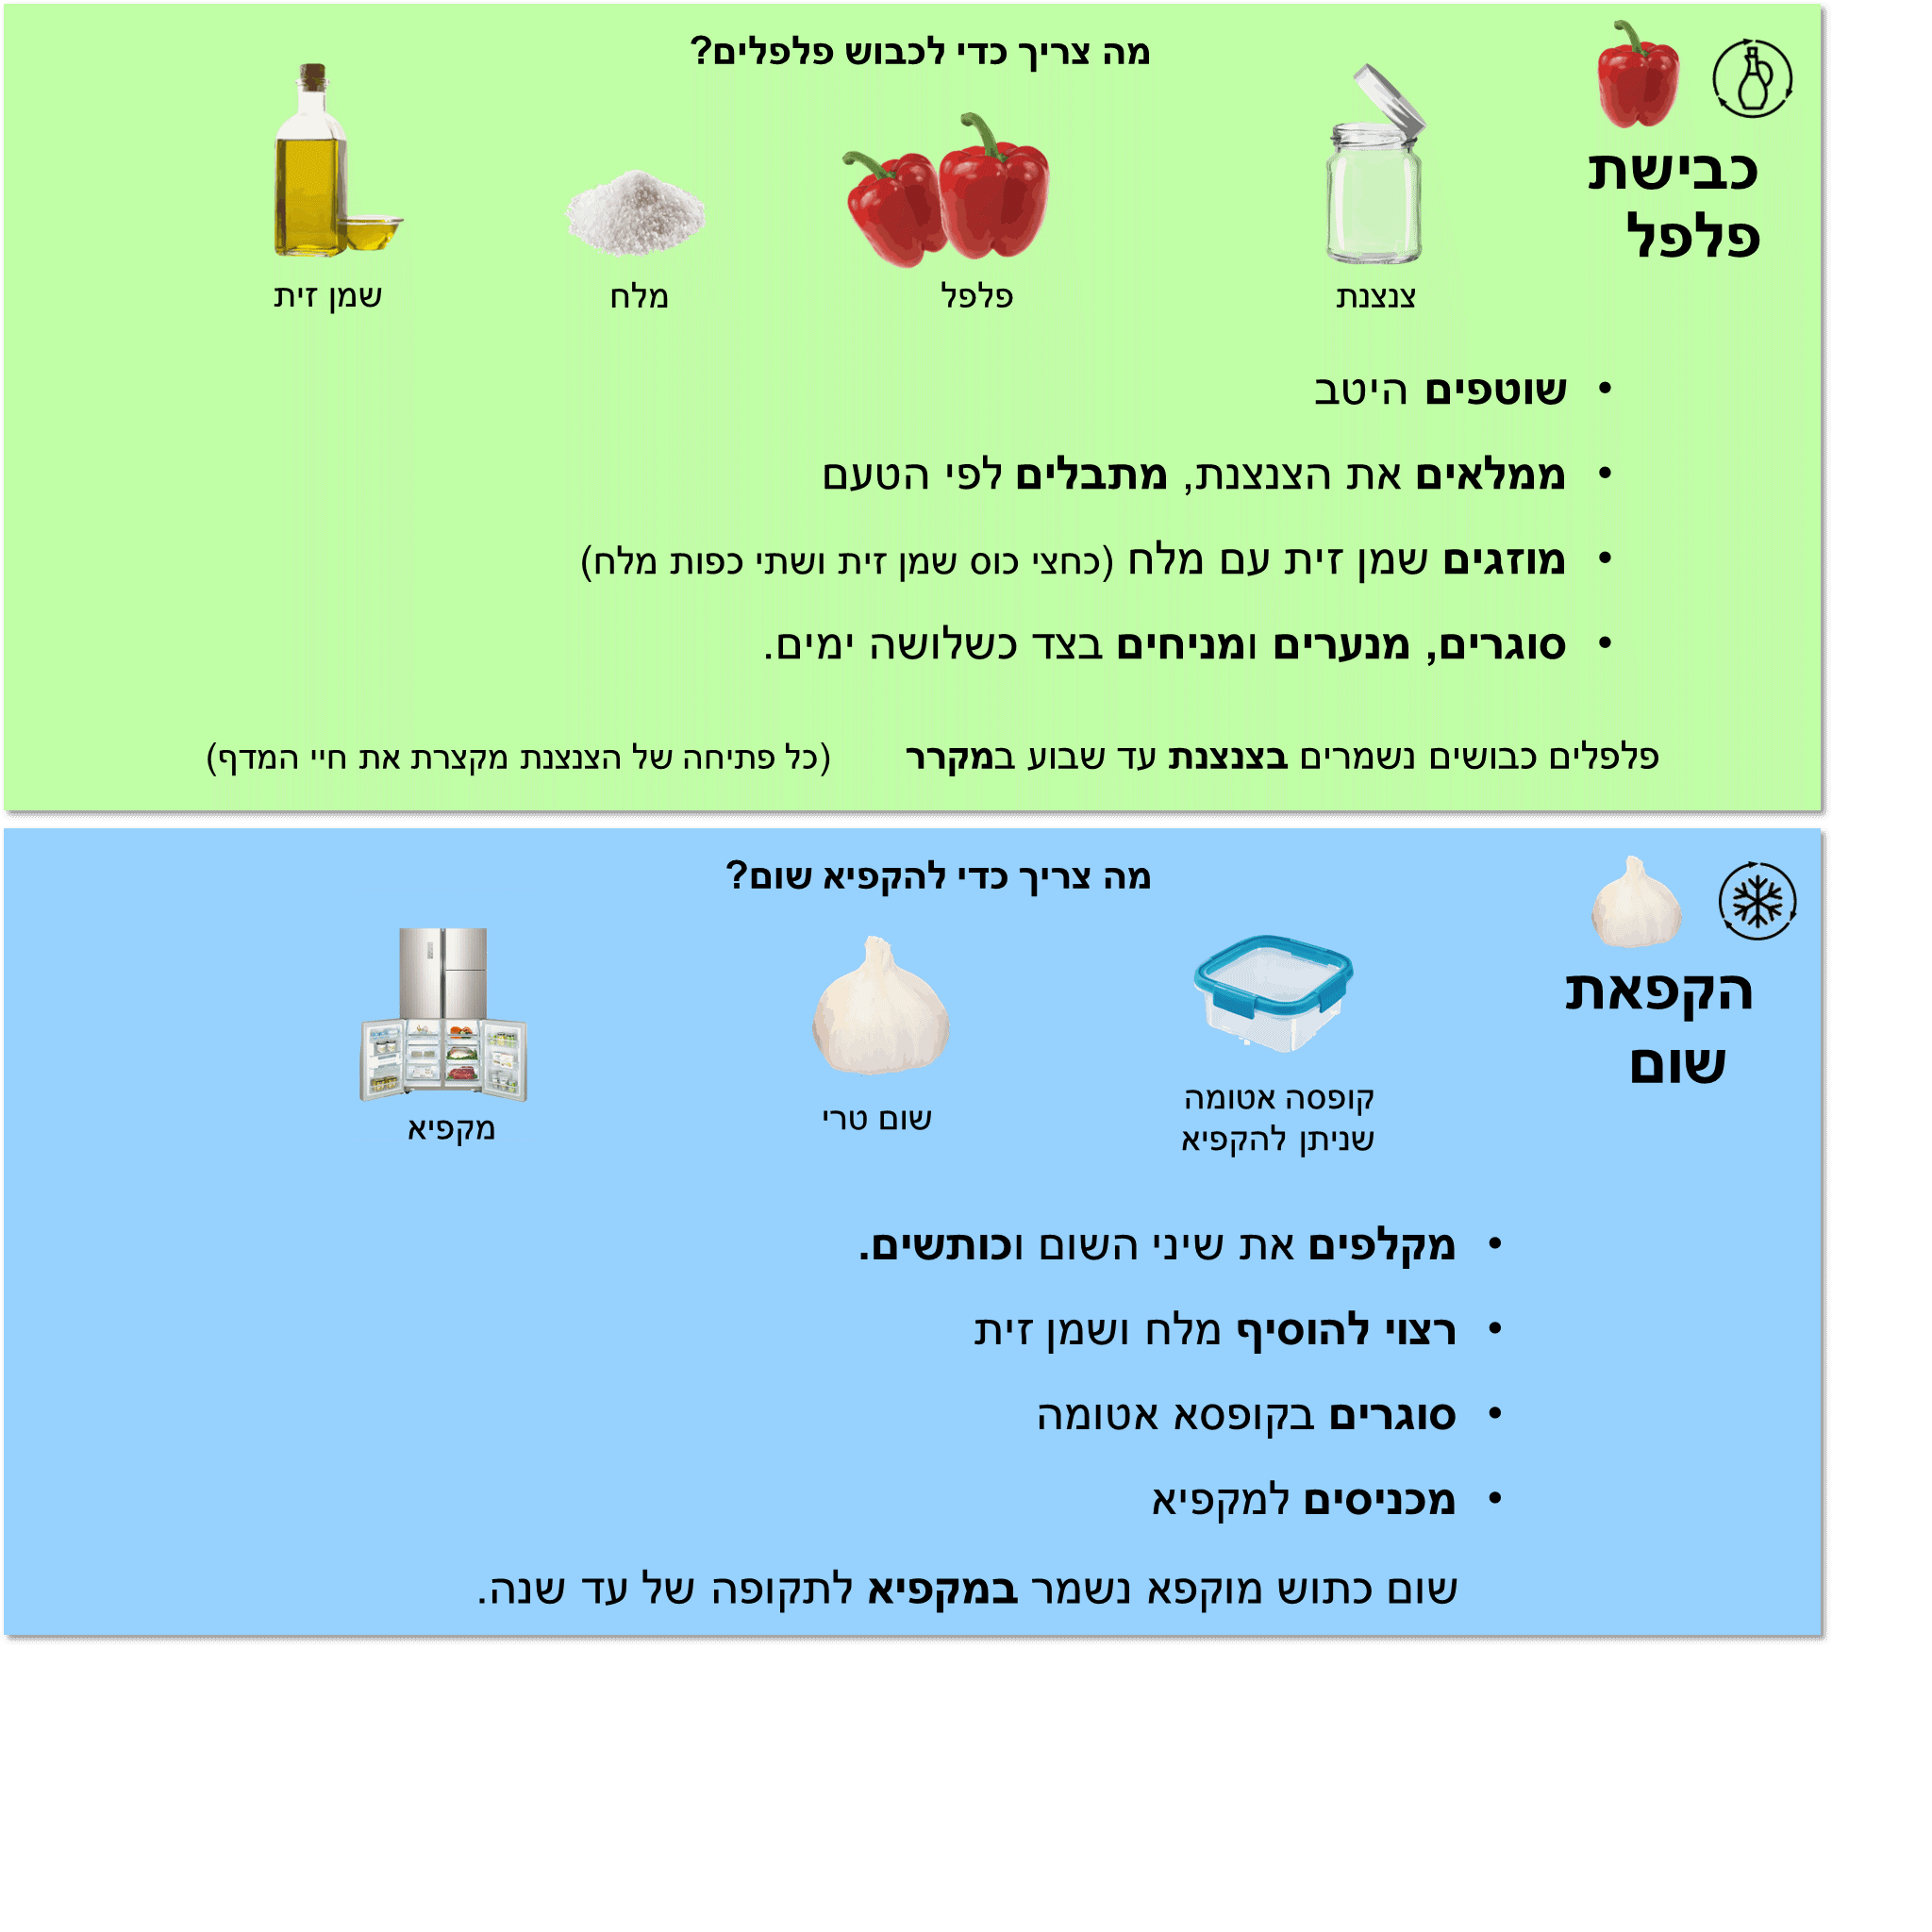 מה צריך כדי לכבוש פלפלים?
כבישת
פלפל
צנצנת
פלפל
מלח
שמן זית
• שוטפים היטב
• ממלאים את הצנצנת, מתבלים לפי הטעם
• מוזגים שמן זית עם מלח (כחצי כוס שמן זית ושתי כפות מלח)
• סוגרים, מנערים ומניחים בצד כשלושה ימים.
פלפלים כבושים נשמרים בצנצנת עד שבוע במקרר (כל פתיחה של הצנצנת מקצרת את חיי המדף)
מה צריך כדי להקפיא שום?
הקפאת
שום
קופסה אטומה
שניתן להקפיא
שום טרי
מקפיא
• מקלפים את שיני השום וכותשים.
• רצוי להוסיף מלח ושמן זית
• סוגרים בקופסא אטומה
• מכניסים למקפיא
שום כתוש מוקפא נשמר במקפיא לתקופה של עד שנה.